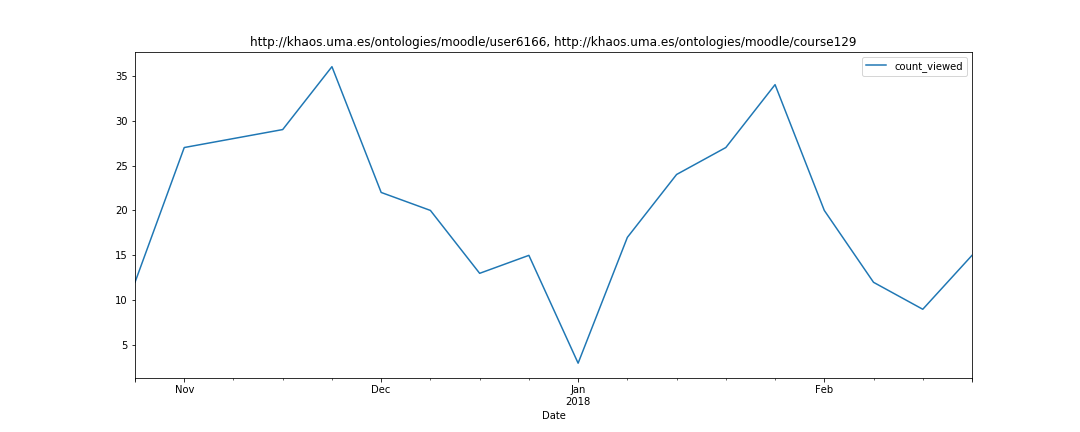 http://khaos.uma.es/ontologies/moodle/user6166, http://khaos.uma.es/ontologies/moodle/course129
count_viewed
35
30
25
20
15
10
5
Nov
Dec
Jan
2018
Feb
Date